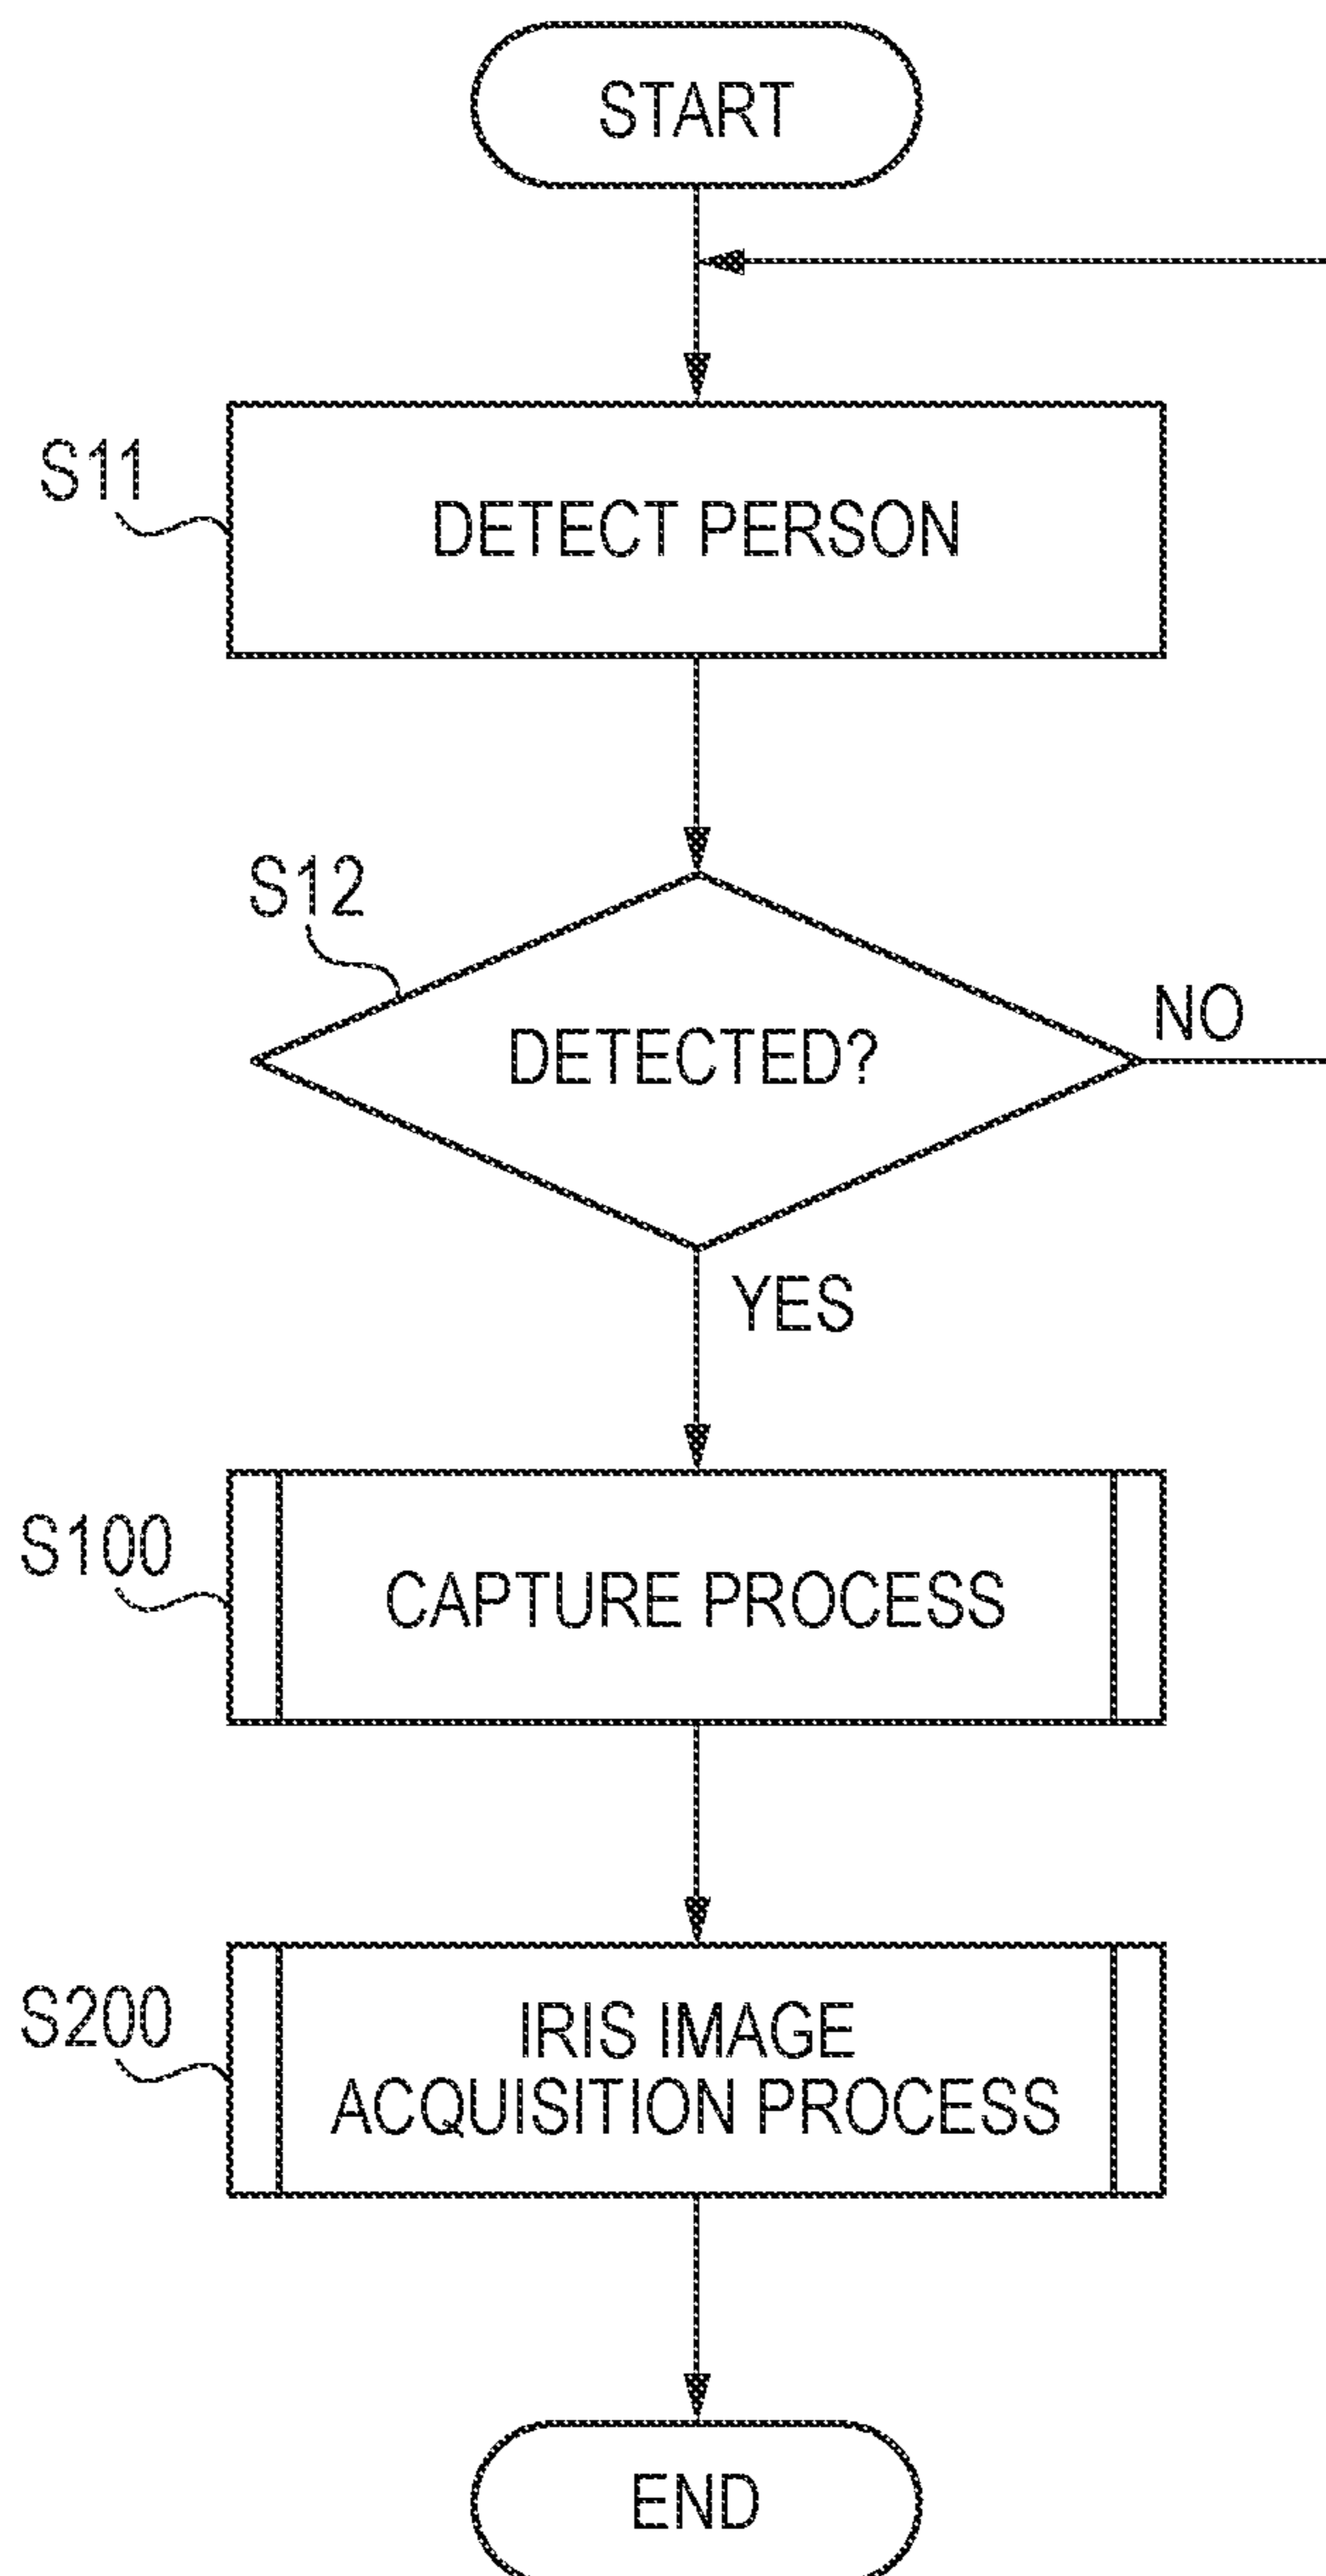 START
S11
DETECT PERSON
S12
DETECTED?
NO
YES
S100
CAPTURE PROCESS
S200
IRIS IMAGE
ACQUISITION PROCESS
END